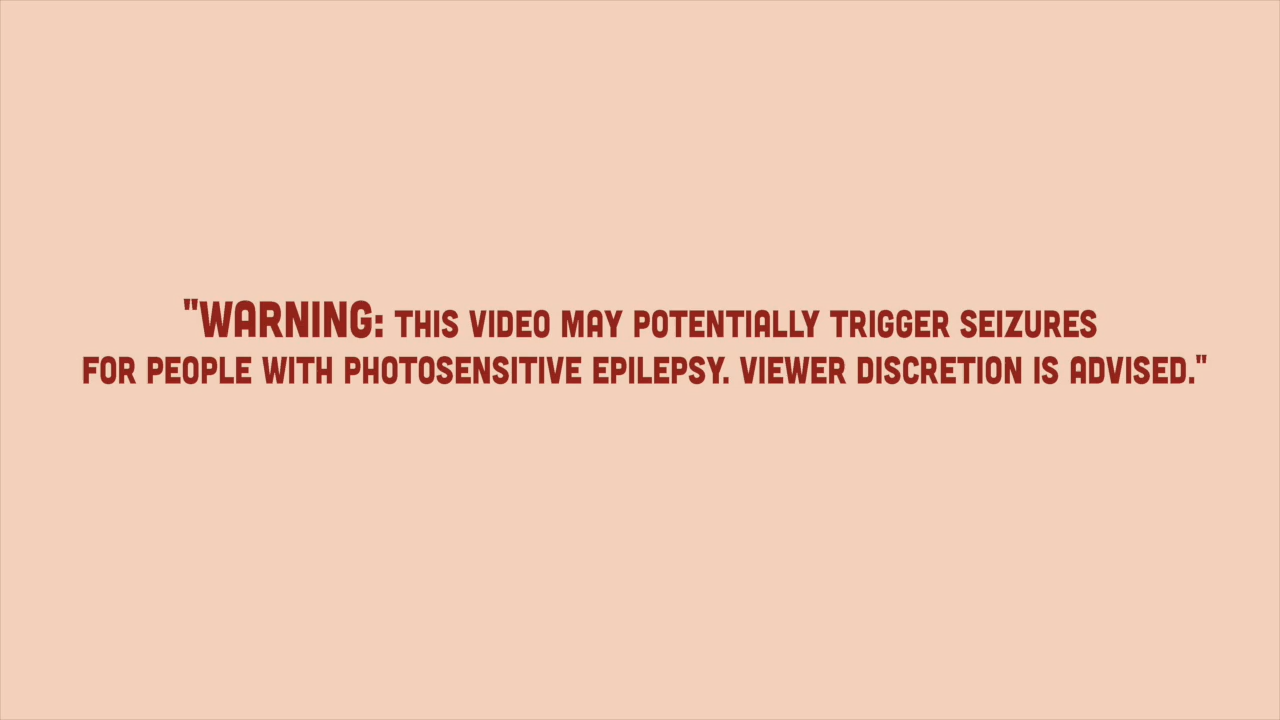 "WARNING: THIS VIDEO MAY POTENTIALLY TRIGGER SEIZURES
FOR PEOPLE WITH PHOTOSENSITIVE EPILEPSY. VIEWER DISCRETION IS ADVISED."